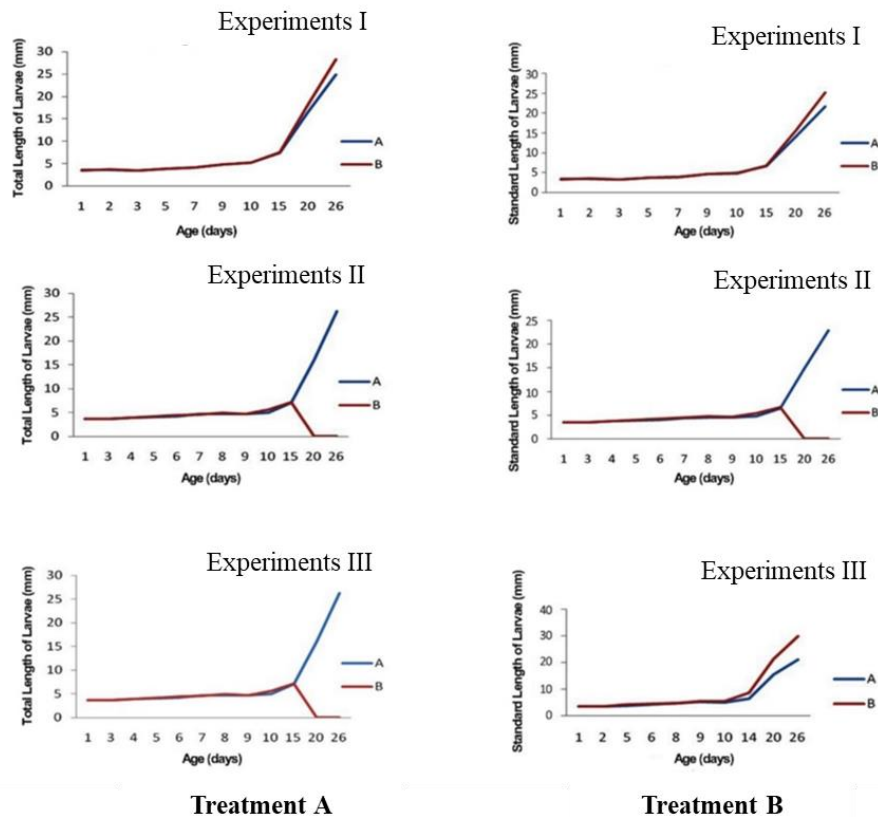 Experiments I
Total Length of Larvae (mm)
30
25
20
15
10
5
0
A
B
1 2 3 5 7 9 10 15 20 26
Age (days)
Experiments I
Standard Length of Larvae (mm)
30
25
20
15
10
5
0
A
B
1 2 3 5 7 9 10 15 20 26
Age (days)
Experiments II
Total Length of Larvae (mm)
30
25
20
15
10
5
0
A
B
1 3 4 5 6 7 8 9 10 15 20 26
Age (days)
Experiments II
Standard Length of Larvae (mm)
25
20
15
10
5
0
A
B
1 3 4 5 6 7 8 9 10 15 20 26
Age (days)
Experiments III
Total Length of Larvae (mm)
30
25
20
15
10
5
0
A
B
1 3 4 5 6 7 8 9 10 15 20 26
Age (days)
Experiments III
Standard Length of Larvae (mm)
40
30
20
10
0
A
B
1 2 5 6 8 9 10 14 20 26
Age (days)
Treatment A
Treatment B